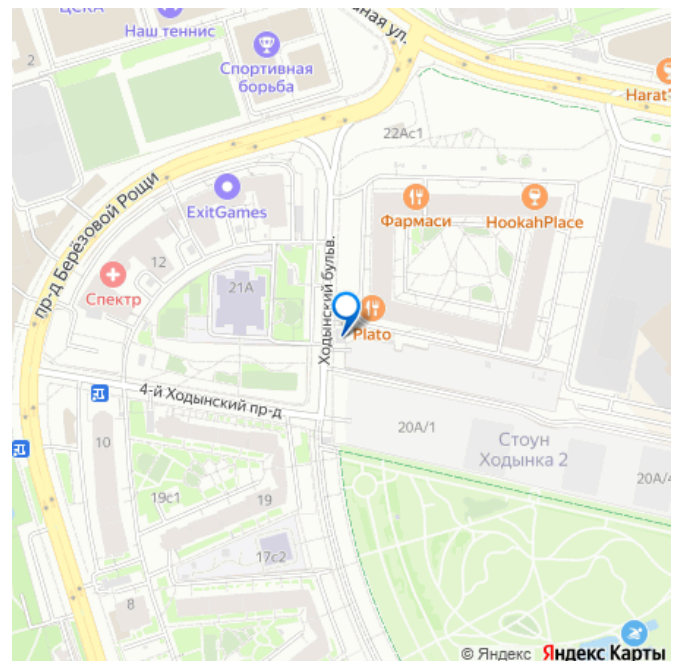 ЦСКА
Наш теннис
ная ул.
2
Спортивная
борьба
Harat'
22Ас1
пр-д Берёзовой Рощи
ExitGames
Фармаси
HookahPlace
12
Спектр
21А
Ходынский бульв.
Plato
4-й Ходынский пр-д
20А/1
Стоун
Ходынка 2
10
20А/4
19с1
19
17с2
8
© Яндекс Яндекс Карты